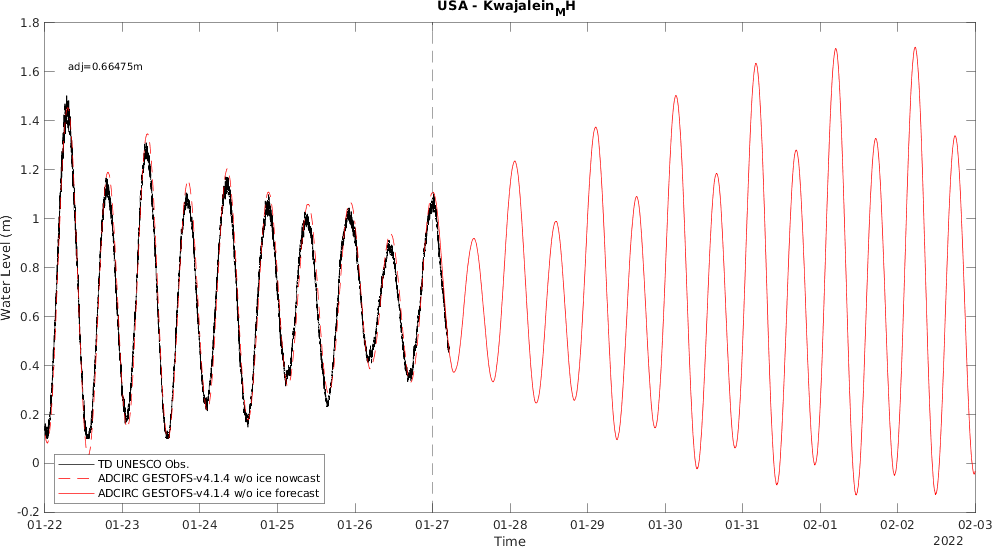 USA - Kwajalein_MH
adj=0.66475m
1.8
1.6
1.4
1.2
1
0.8
0.6
0.4
0.2
0
-0.2
Water Level (m)
TD UNESCO Obs.
ADCIRC GESTOFS-v4.1.4 w/o ice nowcast
ADCIRC GESTOFS-v4.1.4 w/o ice forecast
01-22 01-23 01-24 01-25 01-26 01-27 01-28 01-29 01-30 01-31 02-01 02-02 02-03
Time
2022